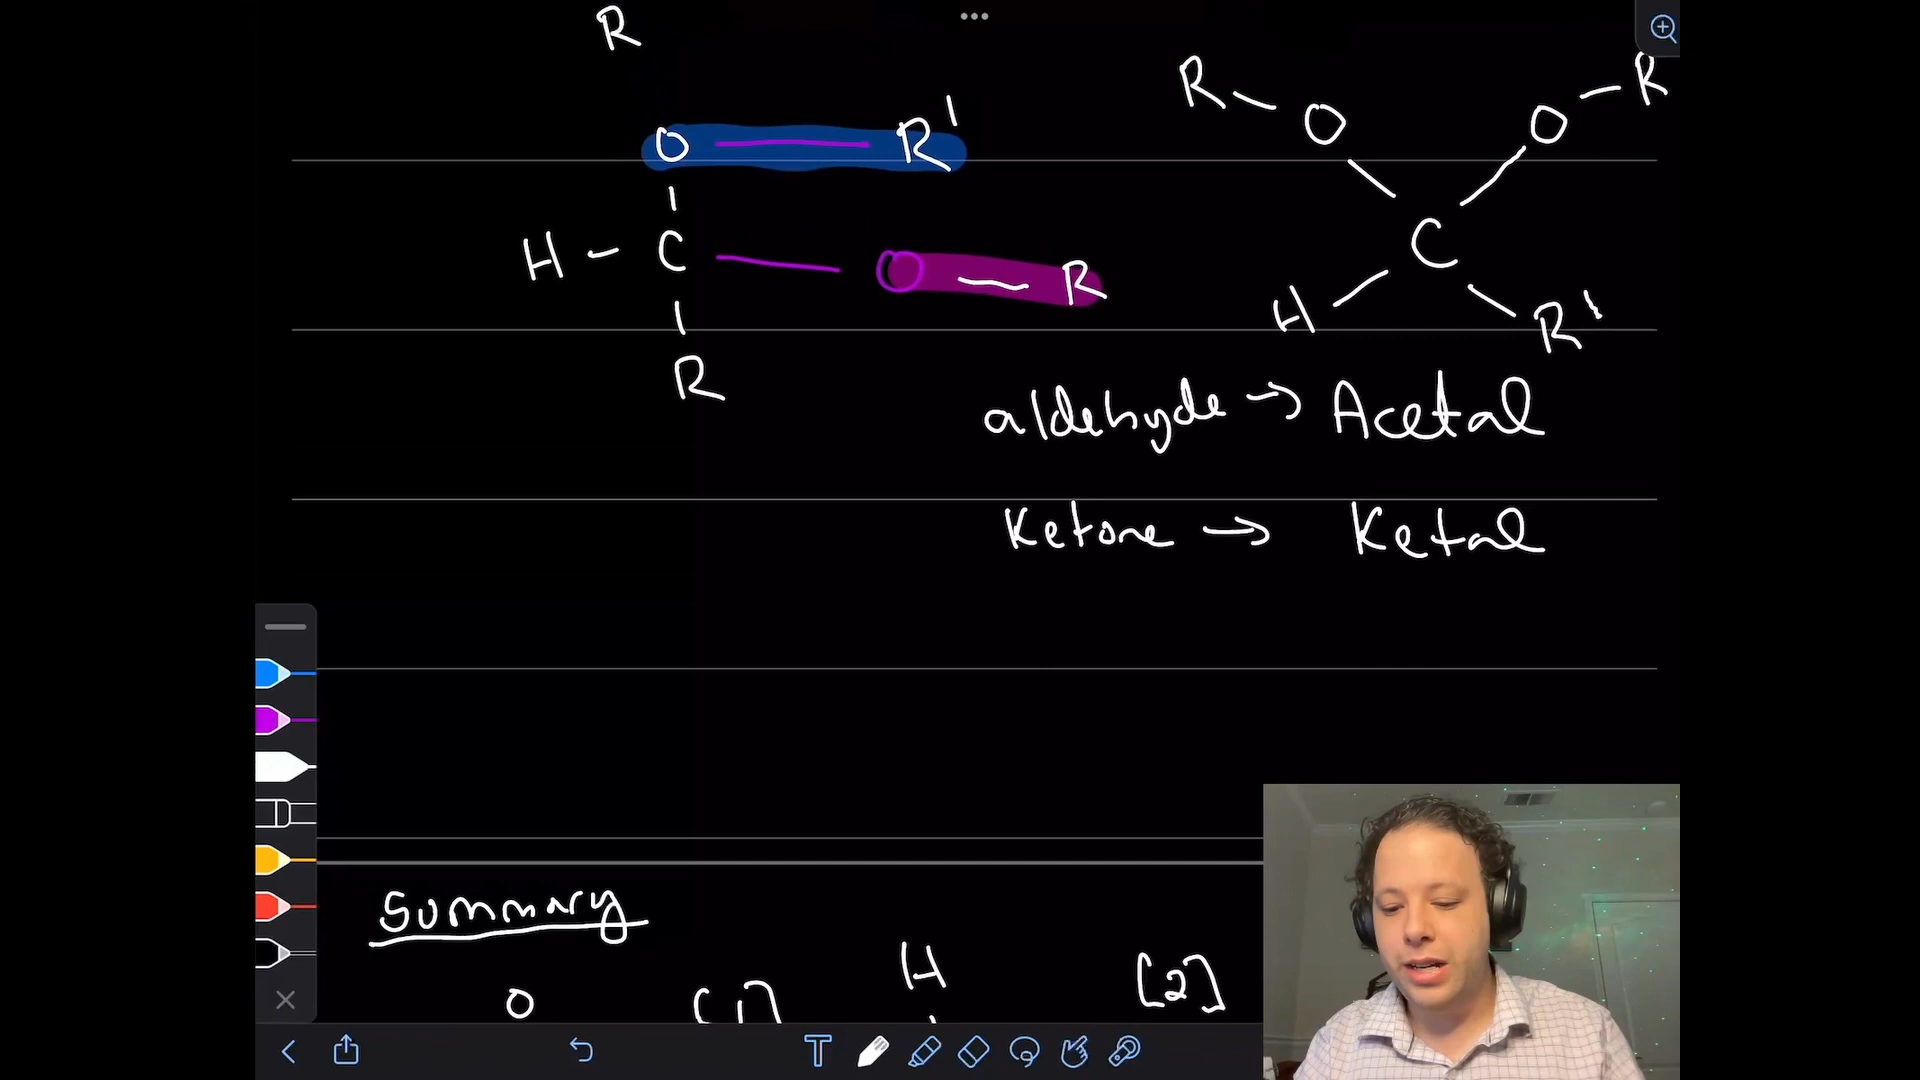 R
R O O R
O R'
C
H C O R
H R'
R
aldehyde → Acetal
Ketone → Ketal
Summary
H
O [1] [2]
T